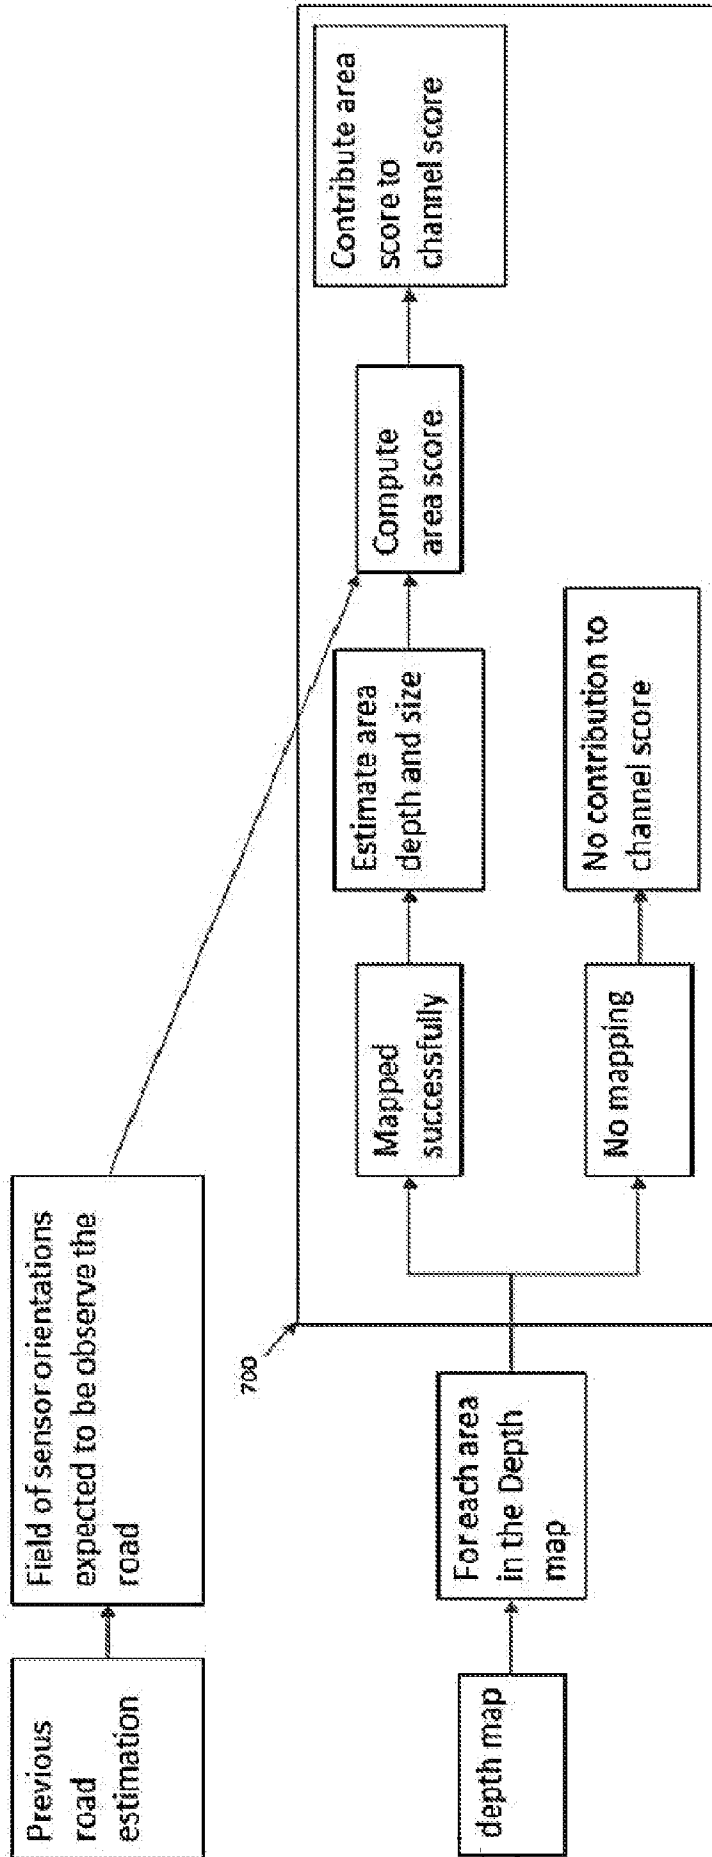 Previous
road
estimation
Field of sensor orientations
expected to be observe the
road
700
depth map
For each area
in the Depth
map
Mapped
successfully
Estimate area
depth and size
Compute
area score
Contribute area
score to
channel score
No mapping
No contribution to
channel score